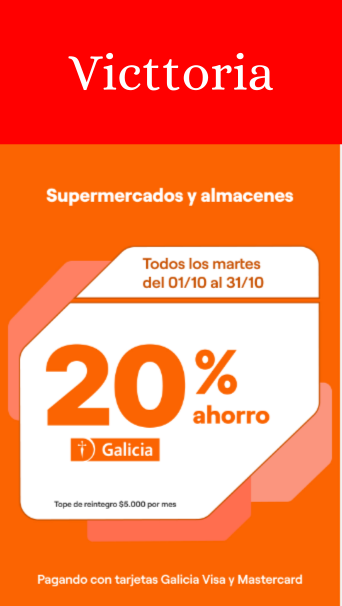 Victtoria
Supermercados y almacenes
Todos los martes
del 01/10 al 31/10
20%
ahorro
Galicia
Tope de reintegro $5.000 por mes
Pagando con tarjetas Galicia Visa y Mastercard